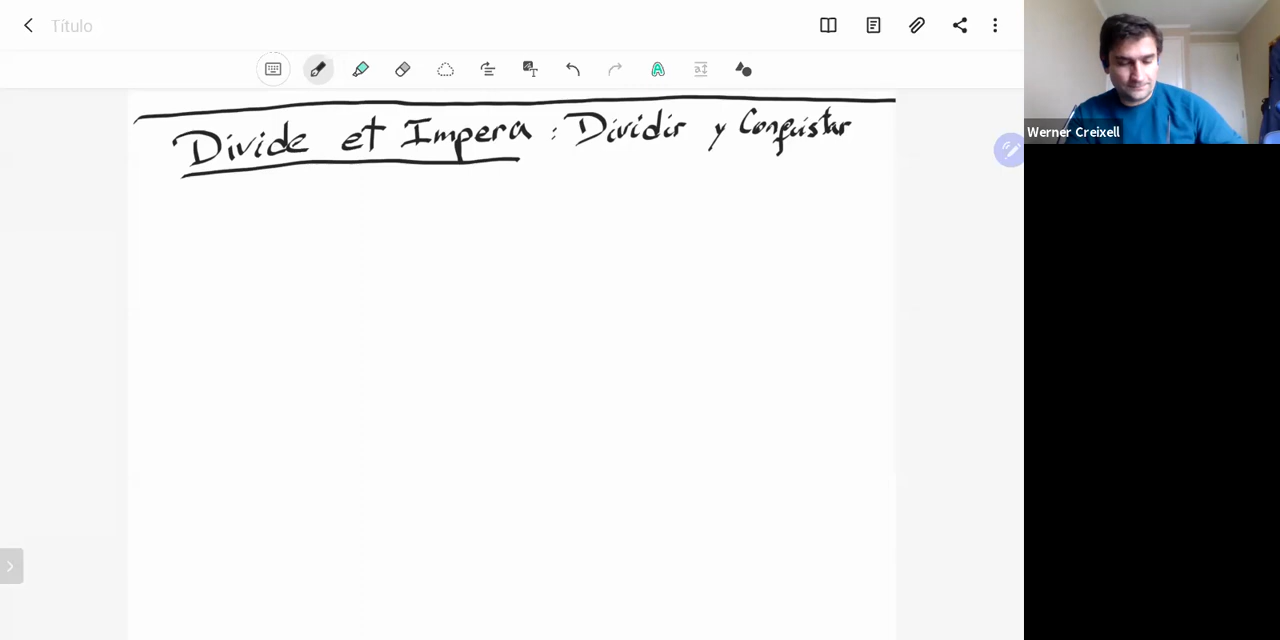 Título
Divide et Impera : Dividir y Conquistar
Werner Creixell